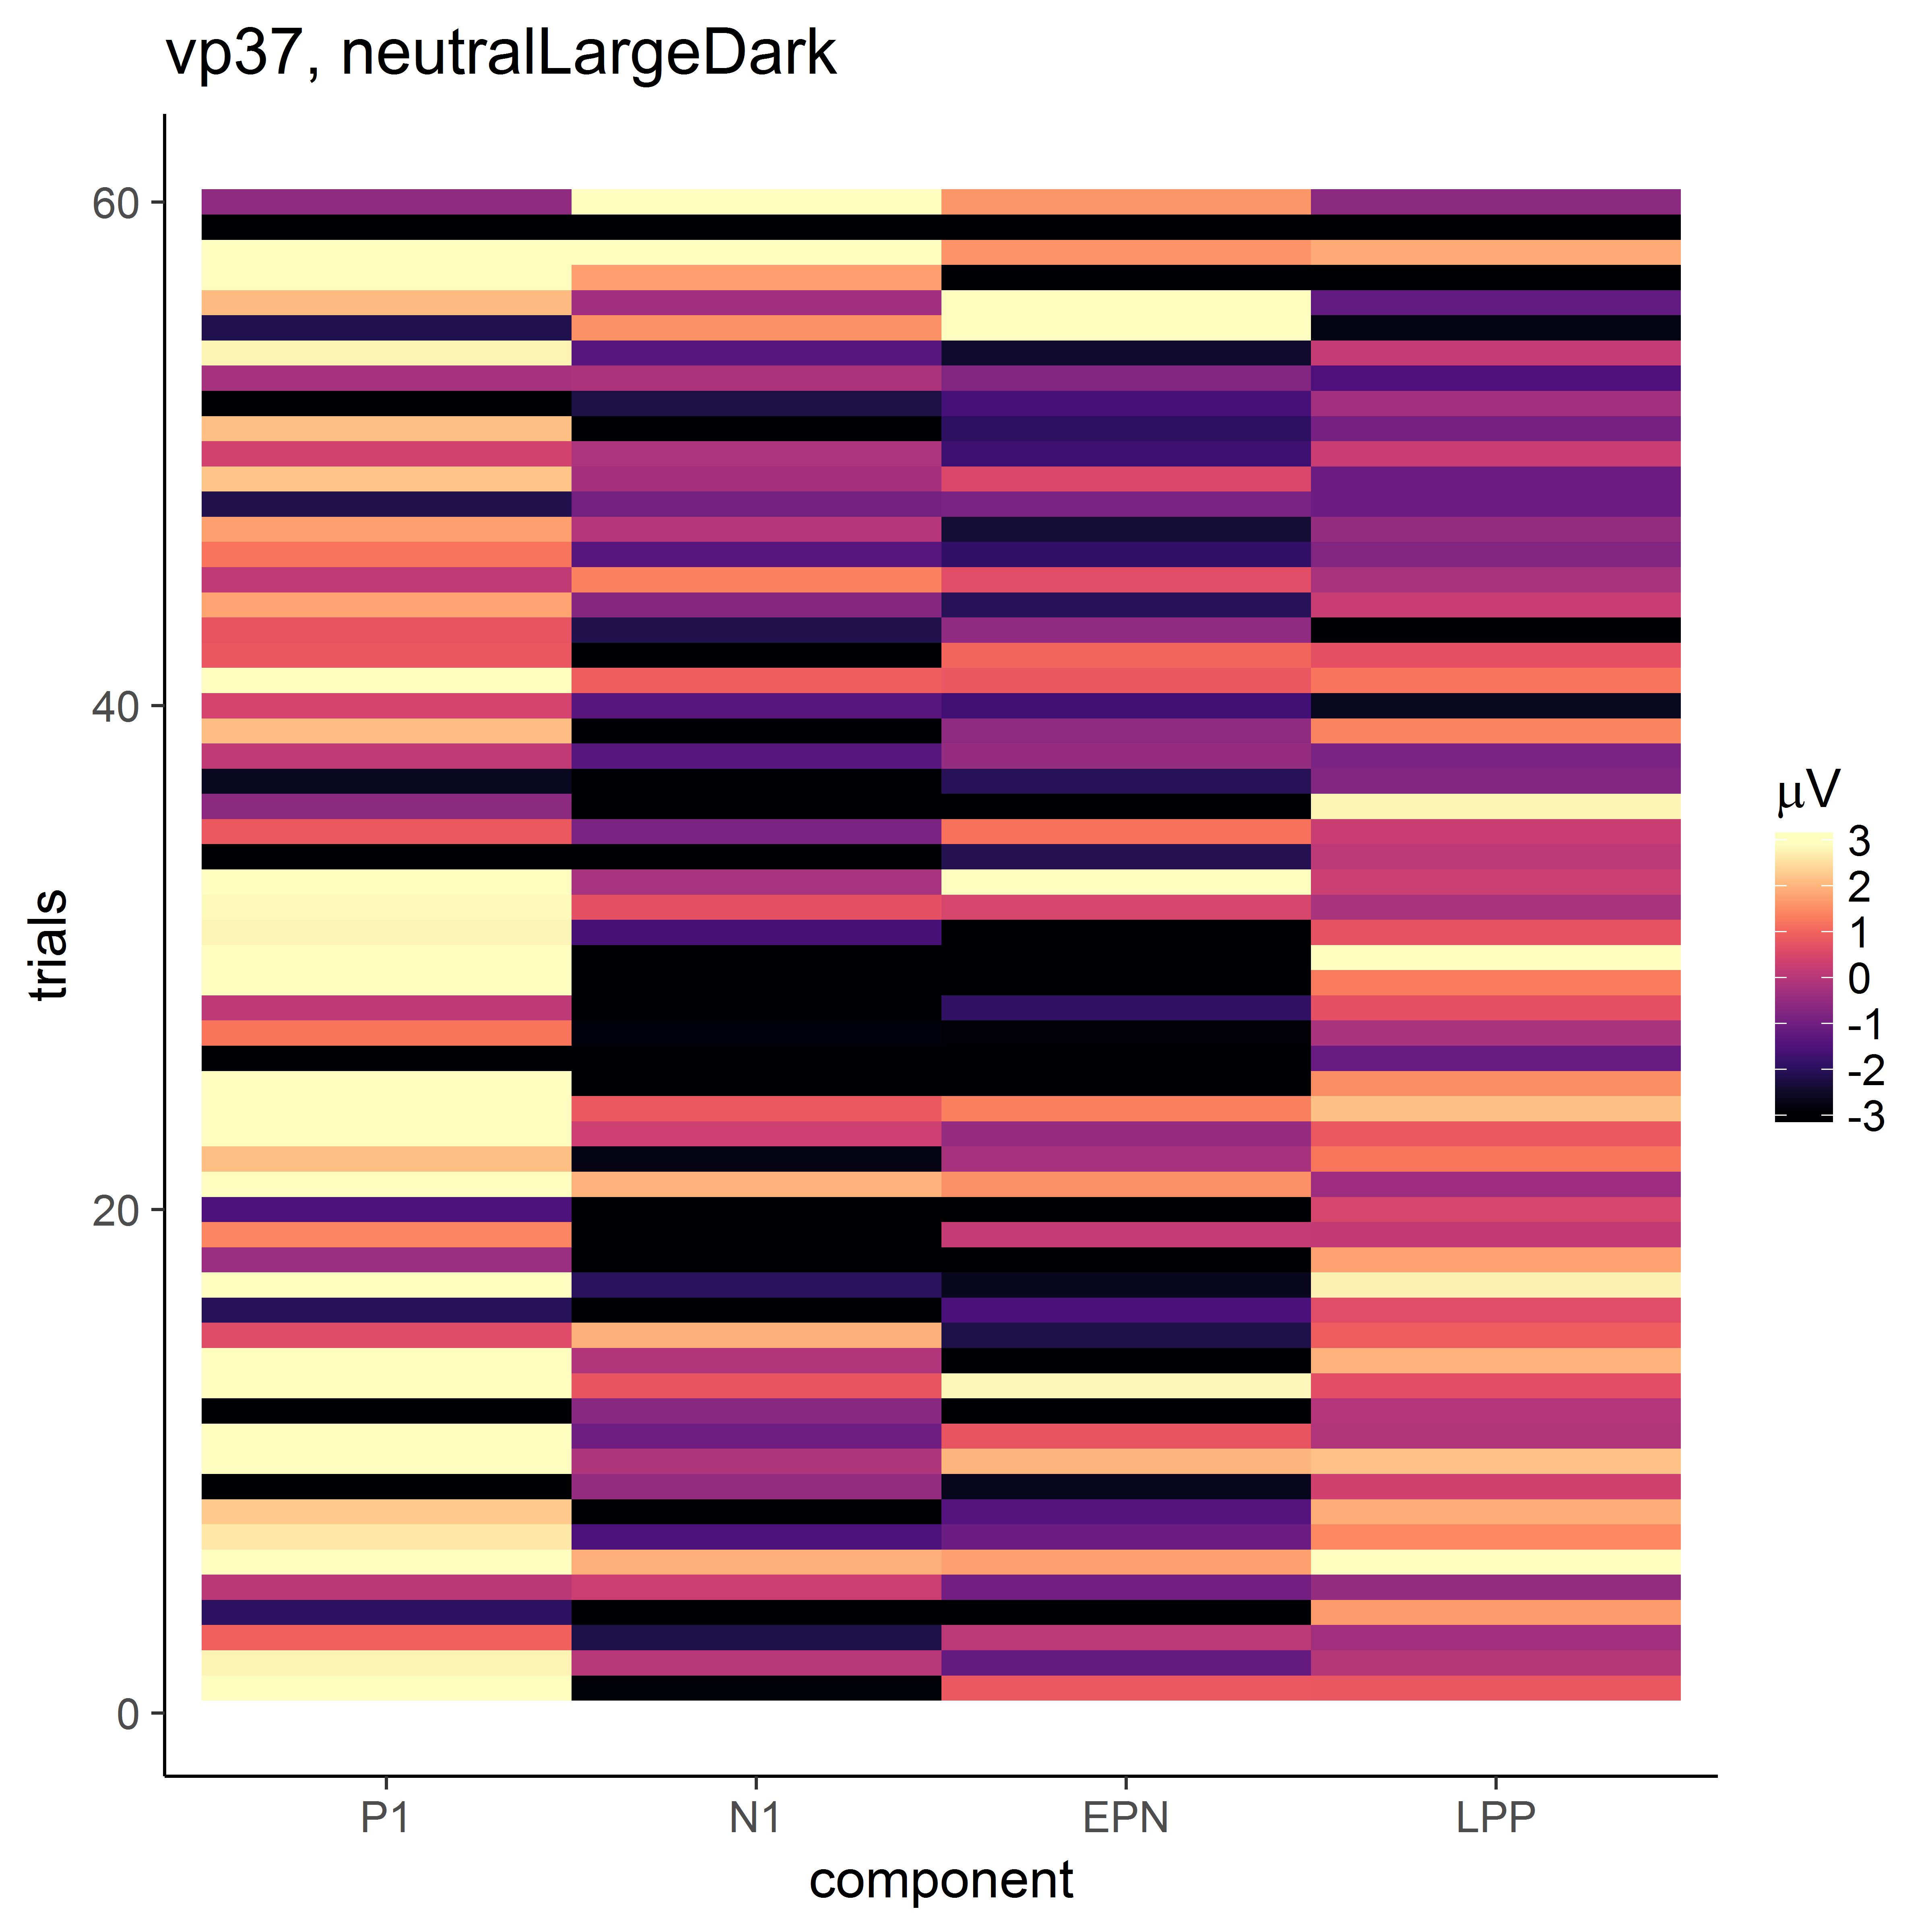 vp37, neutralLargeDark
60
40
20
0
trials
P1
N1
EPN
LPP
component
μV
3
2
1
0
-1
-2
-3